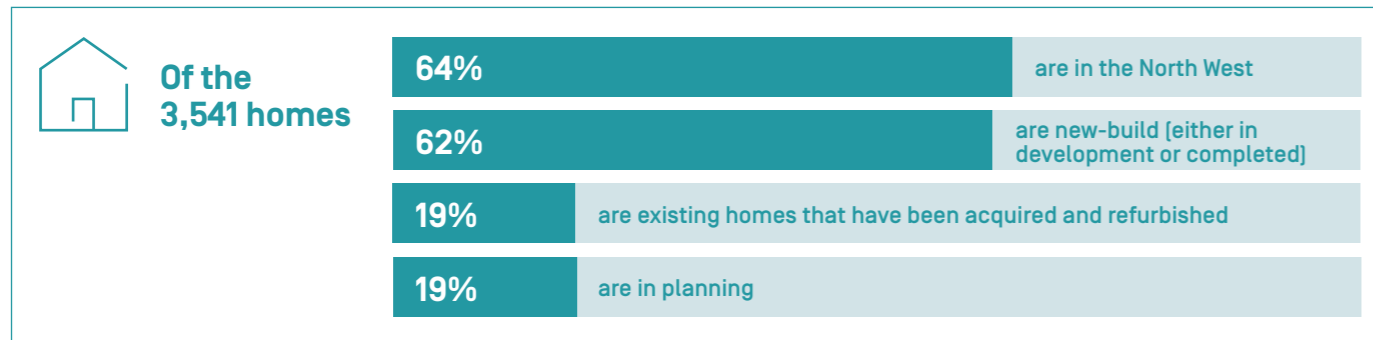 Of the
3,541 homes
64%
are in the North West
62%
are new-build (either in
development or completed)
19%
are existing homes that have been acquired and refurbished
19%
are in planning